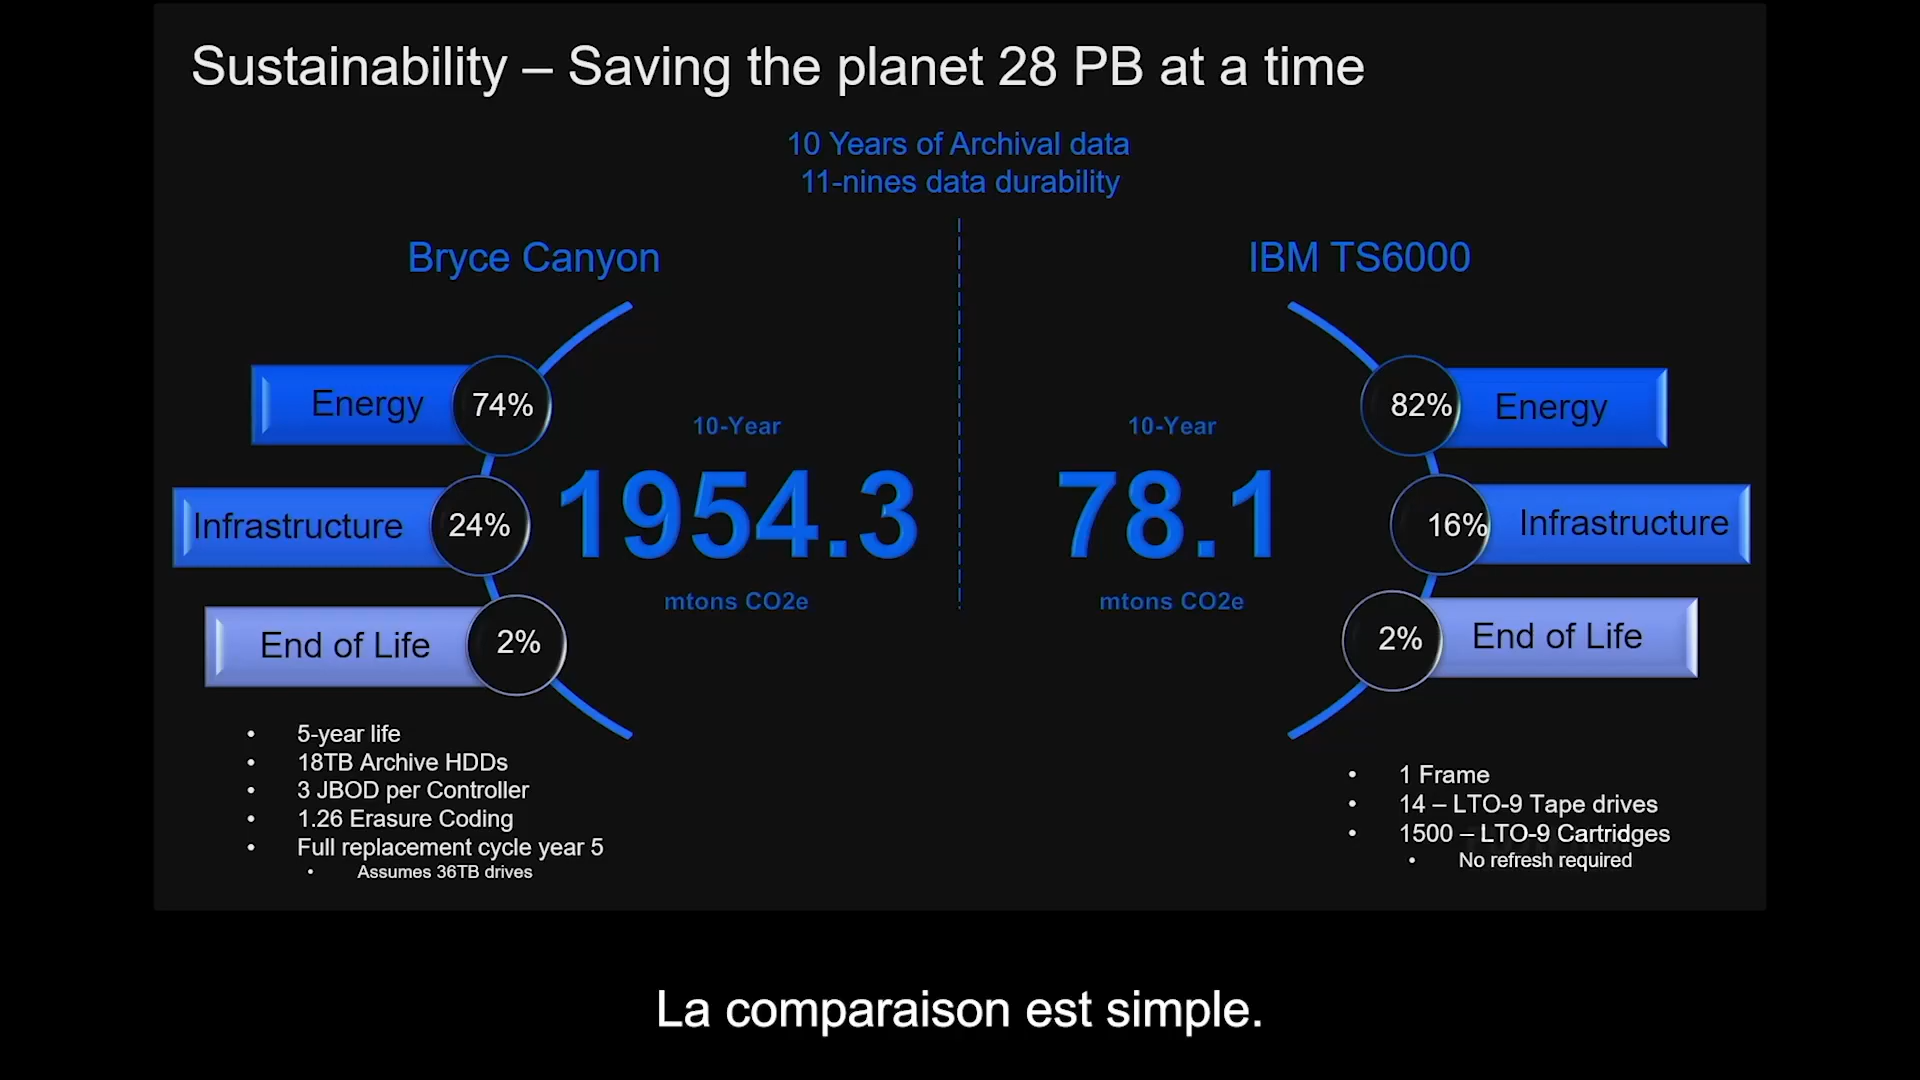 Sustainability – Saving the planet 28 PB at a time
10 Years of Archival data
11-nines data durability
Bryce Canyon
Energy
74%
Infrastructure
24%
End of Life
2%
10-Year
1954.3
mtons CO2e
• 5-year life
• 18TB Archive HDDs
• 3 JBOD per Controller
• 1.26 Erasure Coding
• Full replacement cycle year 5
• Assumes 36TB drives
IBM TS6000
10-Year
78.1
mtons CO2e
82%
Energy
16%
Infrastructure
2%
End of Life
• 1 Frame
• 14 – LTO-9 Tape drives
• 1500 – LTO-9 Cartridges
• No refresh required
La comparaison est simple.